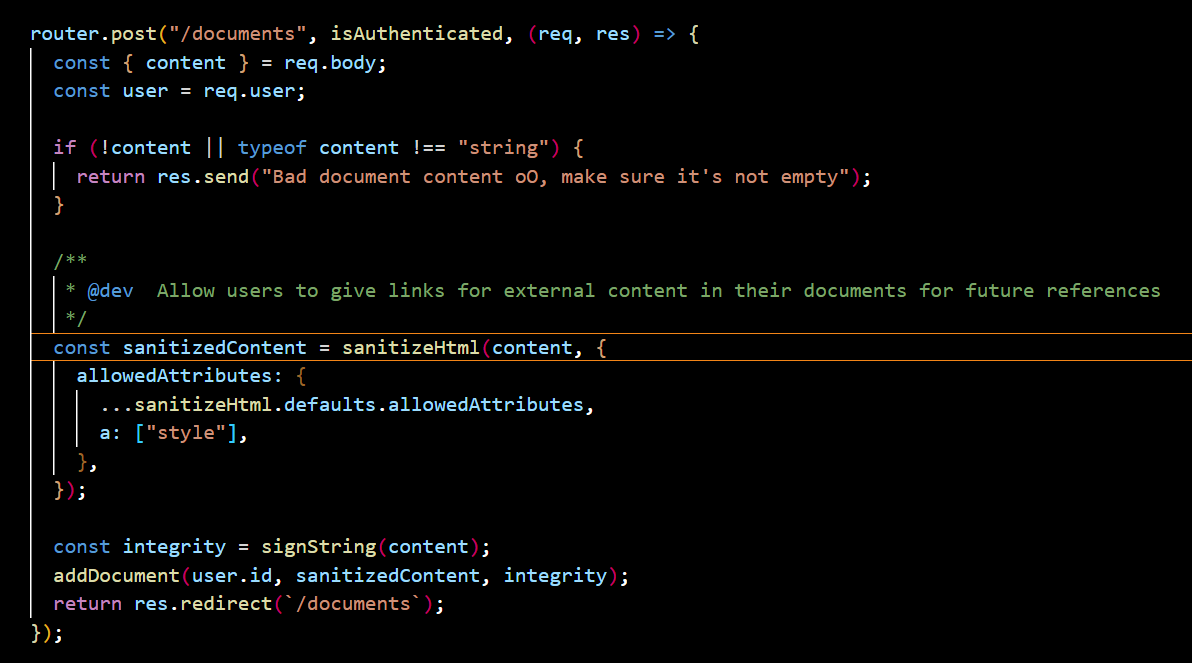 router.post("/documents", isAuthenticated, (req, res) => {
  const { content } = req.body;
  const user = req.user;

  if (!content || typeof content !== "string") {
    return res.send("Bad document content oO, make sure it's not empty");
  }

  /**
   * @dev  Allow users to give links for external content in their documents for future references
   */
  const sanitizedContent = sanitizeHtml(content, {
    allowedAttributes: {
      ...sanitizeHtml.defaults.allowedAttributes,
      a: ["style"],
    },
  });

  const integrity = signString(content);
  addDocument(user.id, sanitizedContent, integrity);
  return res.redirect(`/documents`);
});